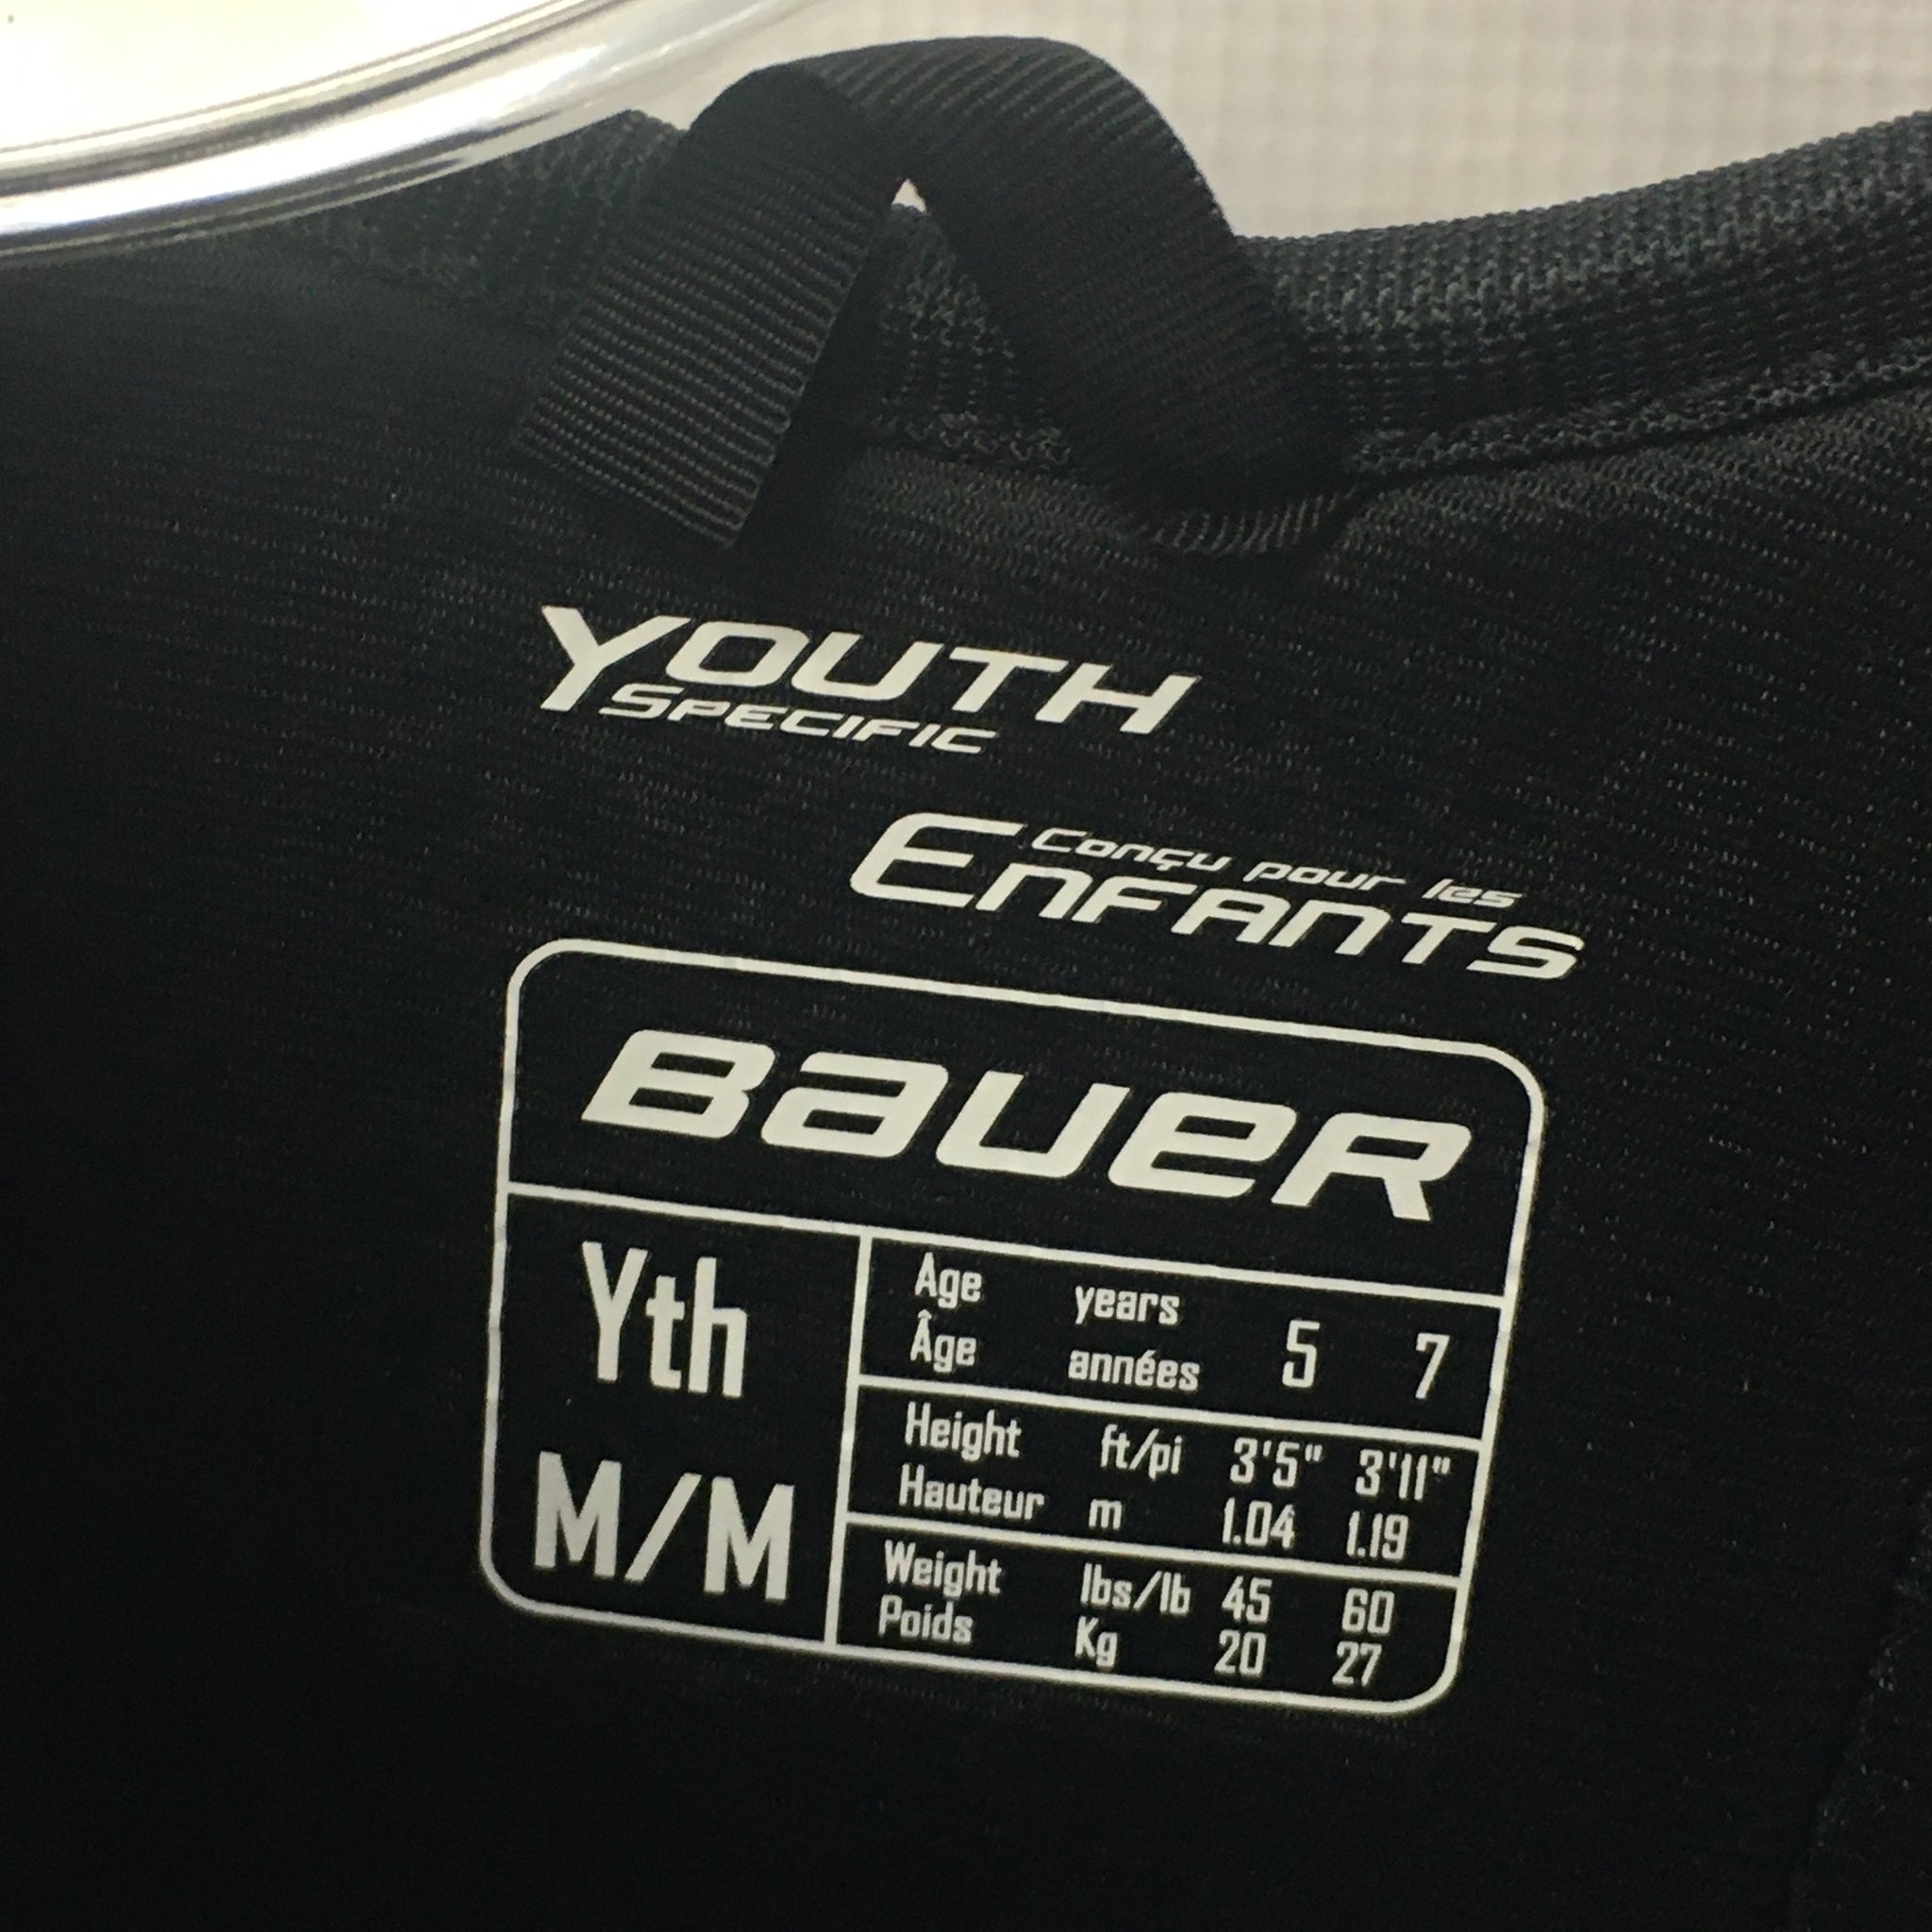 YOUTH
SPECIFIC
Conçu pour les
ENFANTS
BAUER
Yth
M/M
Age years
Âge années 5 7
Height ft/pi 3'5" 3'11"
Hauteur m 1.04 1.19
Weight lbs/lb 45 60
Poids Kg 20 27